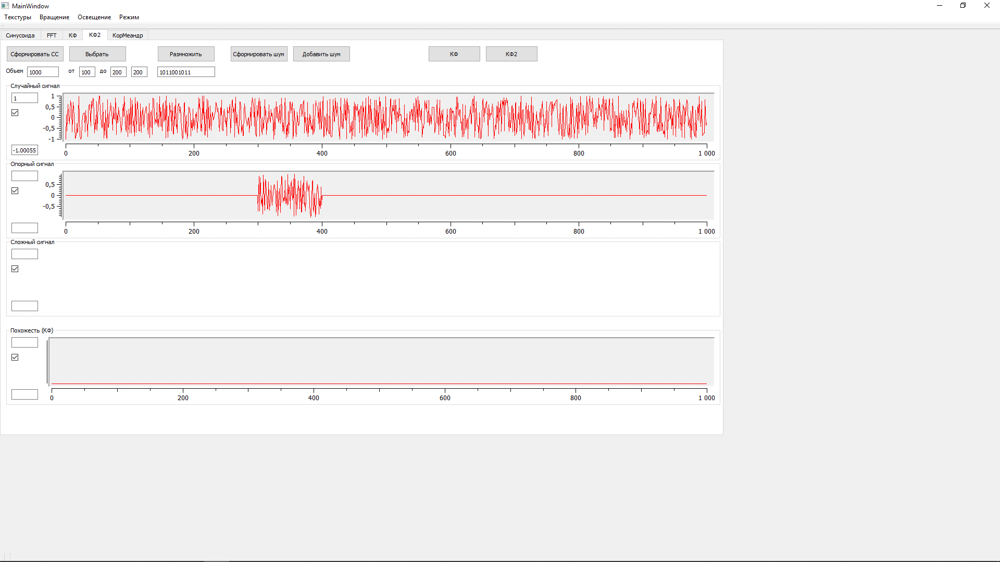 MainWindow
Текстуры Вращение Освещение Режим
Синусоида FFT КФ КФ2 КорМеандр
Сформировать СС Выбрать Размножить Сформировать шум Добавить шум КФ КФ2
Объем 1000 от 100 до 200 200 1011001011
Случайный сигнал
1
1
0,5
0
-0,5
-1
-1.00055
0 200 400 600 800 1 000
Опорный сигнал
0,5
0
-0,5
0 200 400 600 800 1 000
Сложный сигнал
Похожесть (КФ)
0 200 400 600 800 1 000